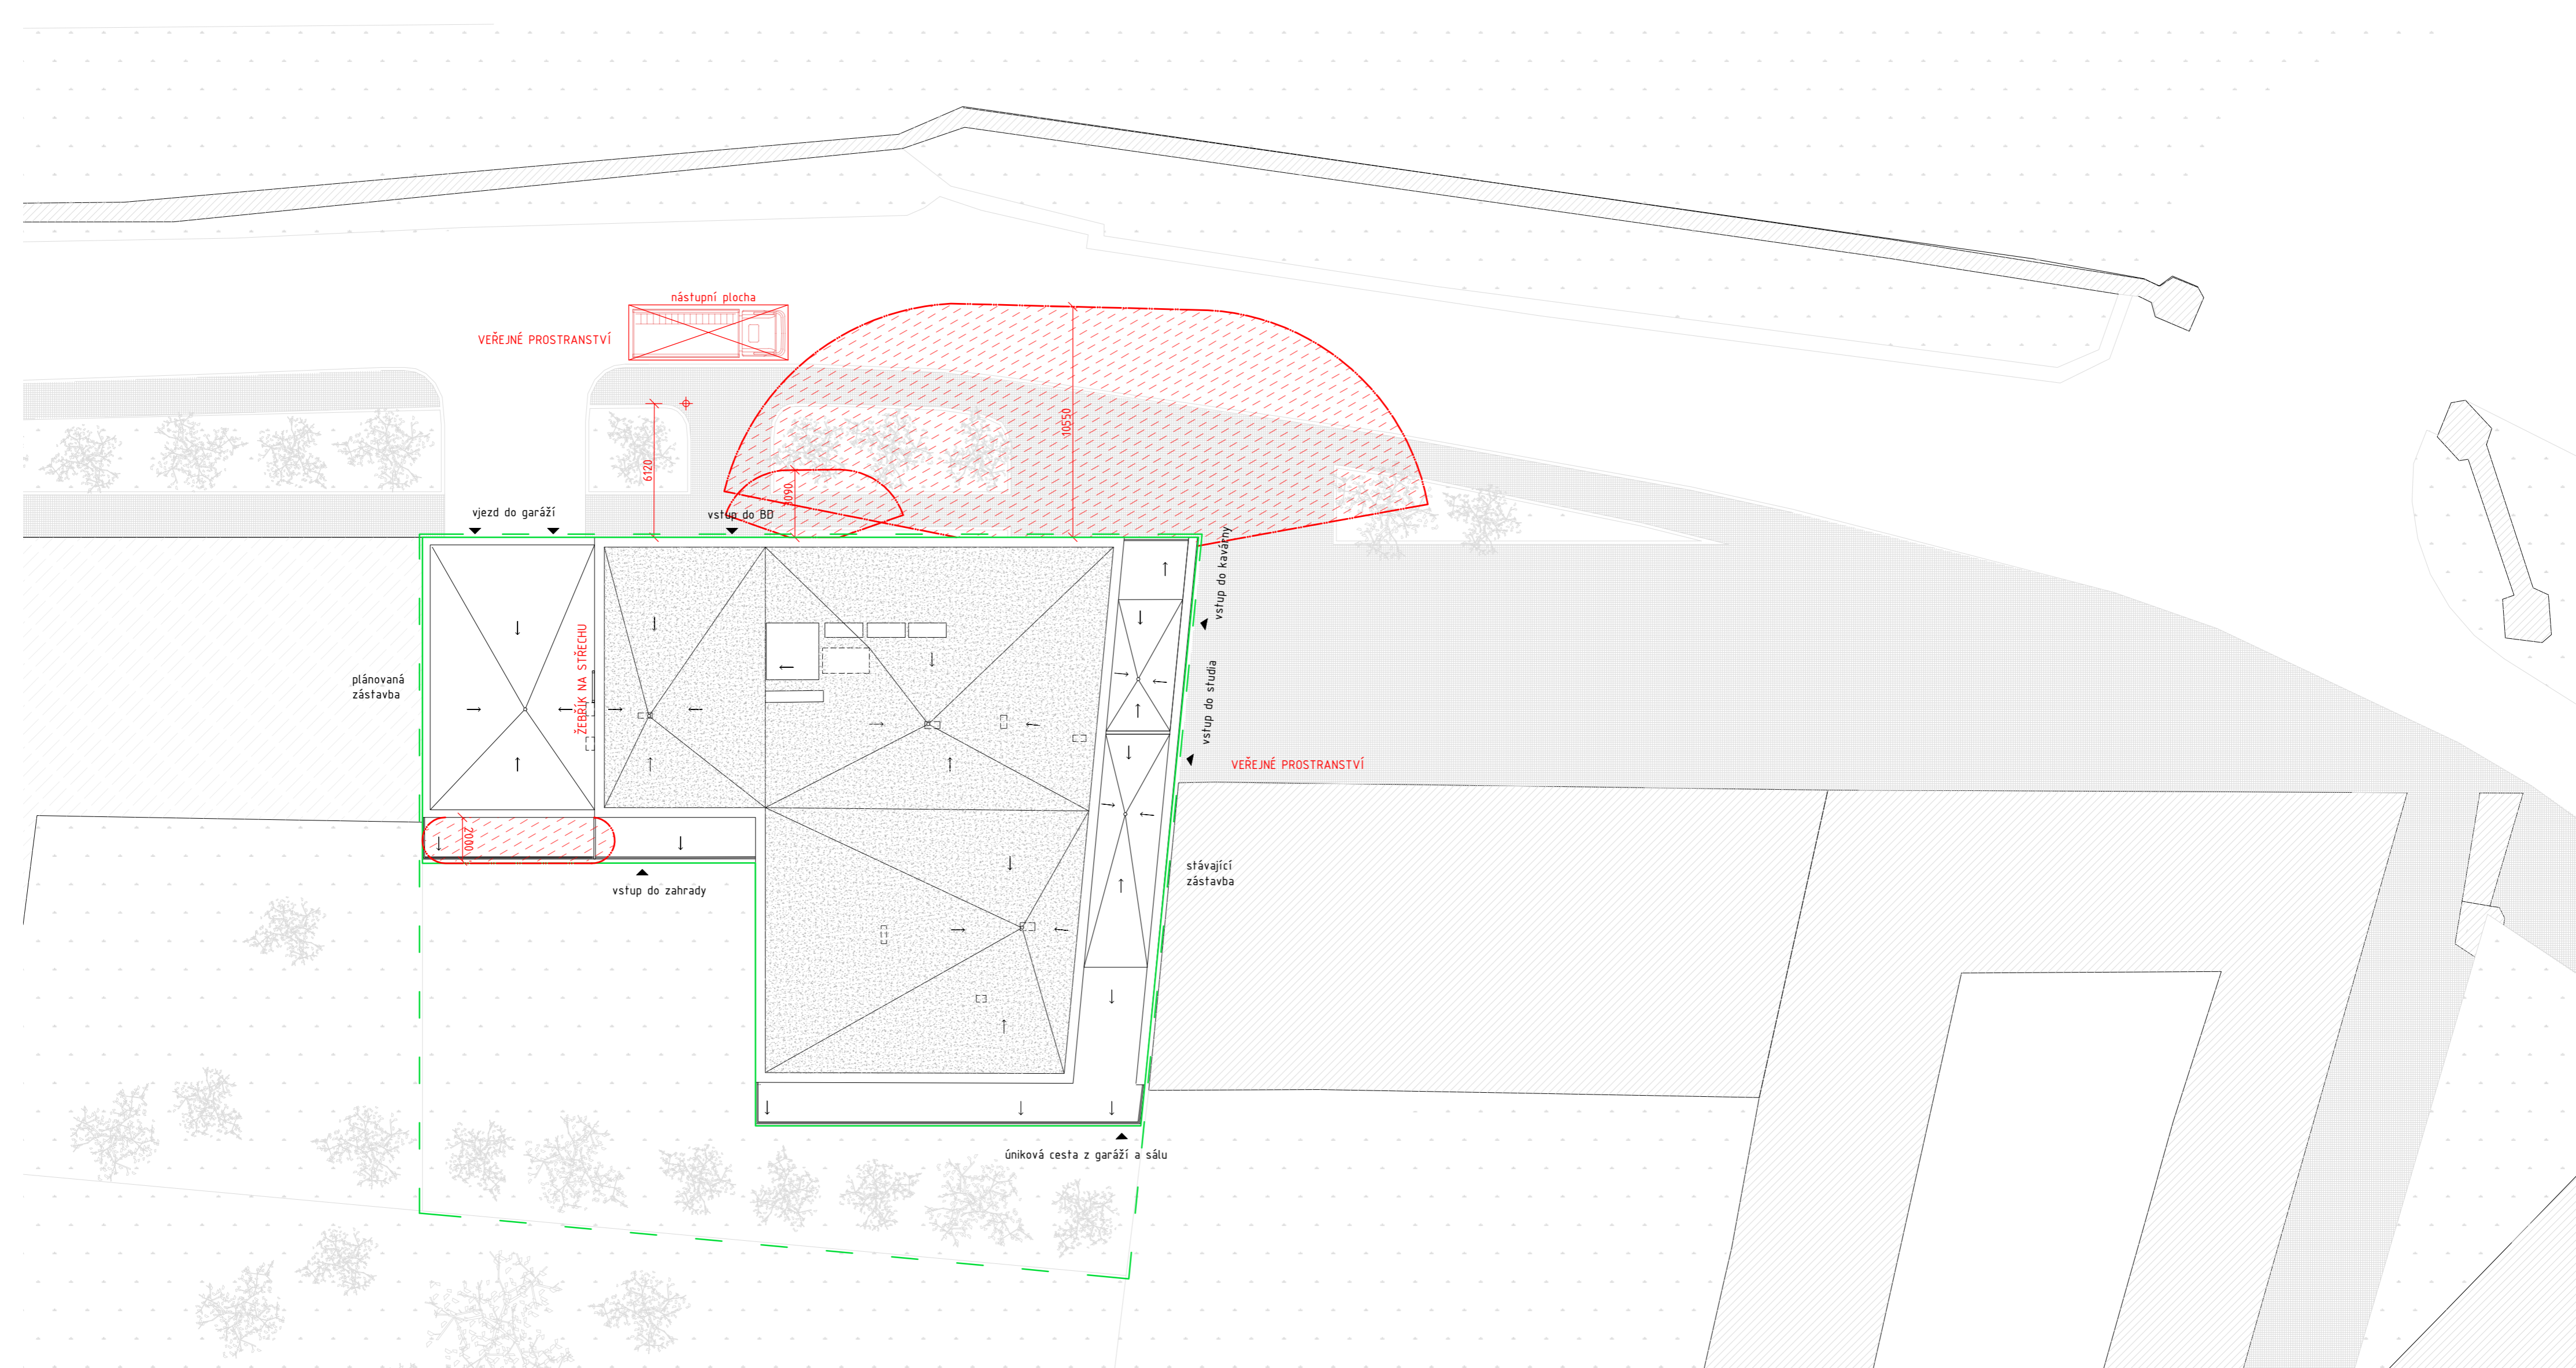 nástupní plocha
VEŘEJNÉ PROSTRANSTVÍ
10550
6120
3090
vjezd do garáží
vstup do BD
vstup do kavárny
ŽEBŘÍK NA STŘECHU
plánovaná
zástavba
vstup do studia
VEŘEJNÉ PROSTRANSTVÍ
2000
stávající
zástavba
vstup do zahrady
úniková cesta z garáží a sálu